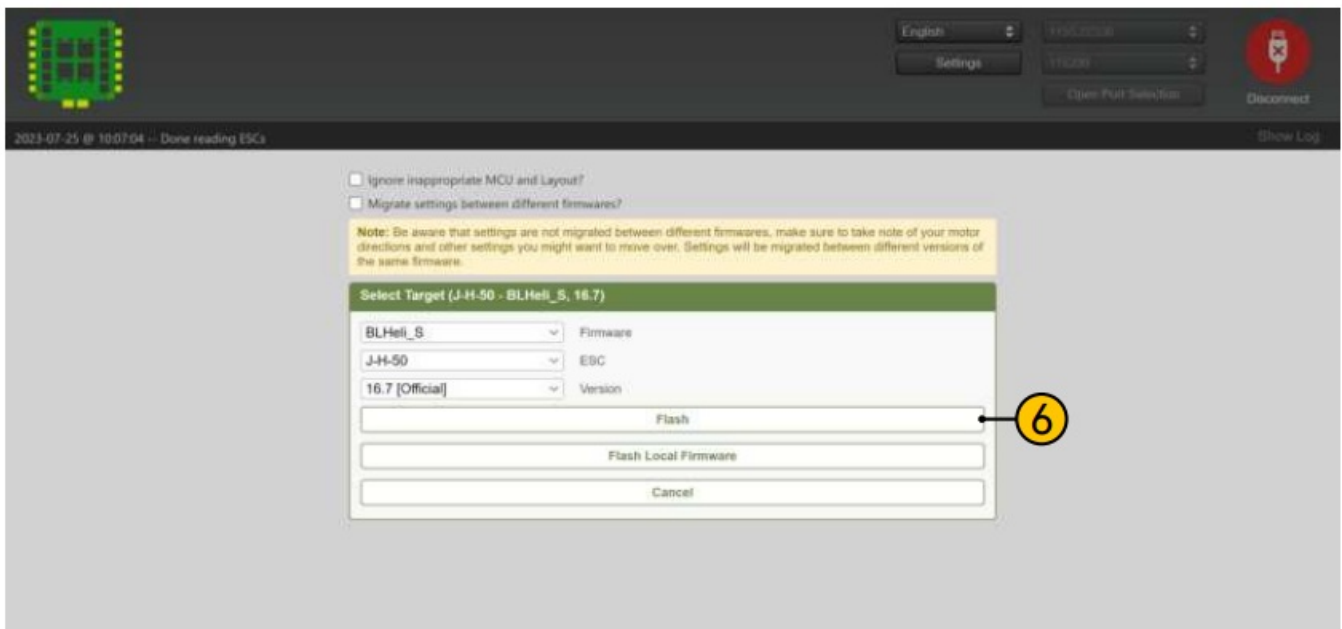 English
Settings
115200
Open Port Selection
Disconnect
2023-07-25 @ 10:07:04 -- Done reading ESCs
Show Log
Ignore inappropriate MCU and Layout?
Migrate settings between different firmwares?
Note: Be aware that settings are not migrated between different firmwares, make sure to take note of your motor
directions and other settings you might want to move over. Settings will be migrated between different versions of
the same firmware.
Select Target (J-H-50 - BLHeli_S, 16.7)
BLHeli_S
Firmware
J-H-50
ESC
16.7 [Official]
Version
Flash
6
Flash Local Firmware
Cancel